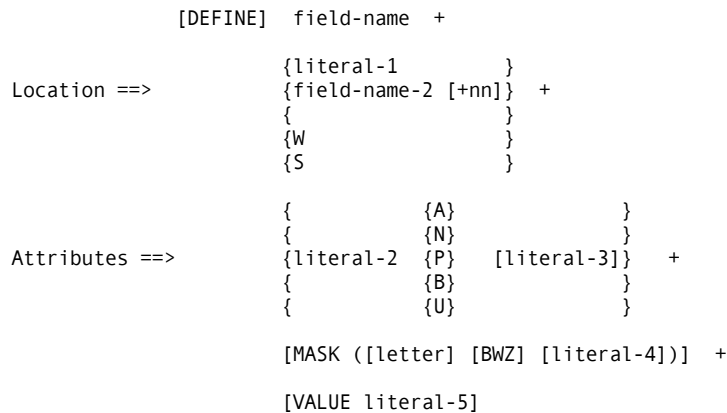 [DEFINE] field-name +
{literal-1 }
Location ==> {field-name-2 [+nn]} +
{ }
{W }
{S }
{ {A} }
{ {N} }
Attributes ==> {literal-2 {P} [literal-3]} +
{ {B} }
{ {U} }
[MASK ([letter] [BWZ] [literal-4])] +
[VALUE literal-5]